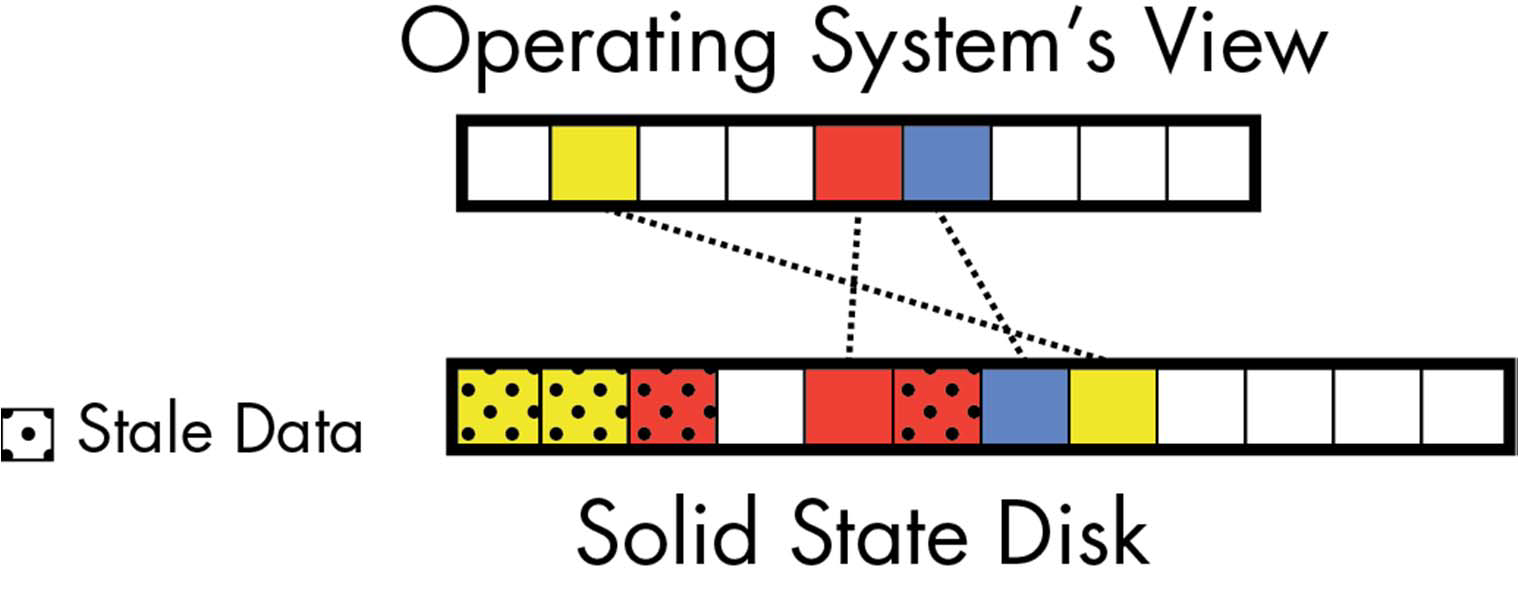 Operating System’s View
Stale Data
Solid State Disk